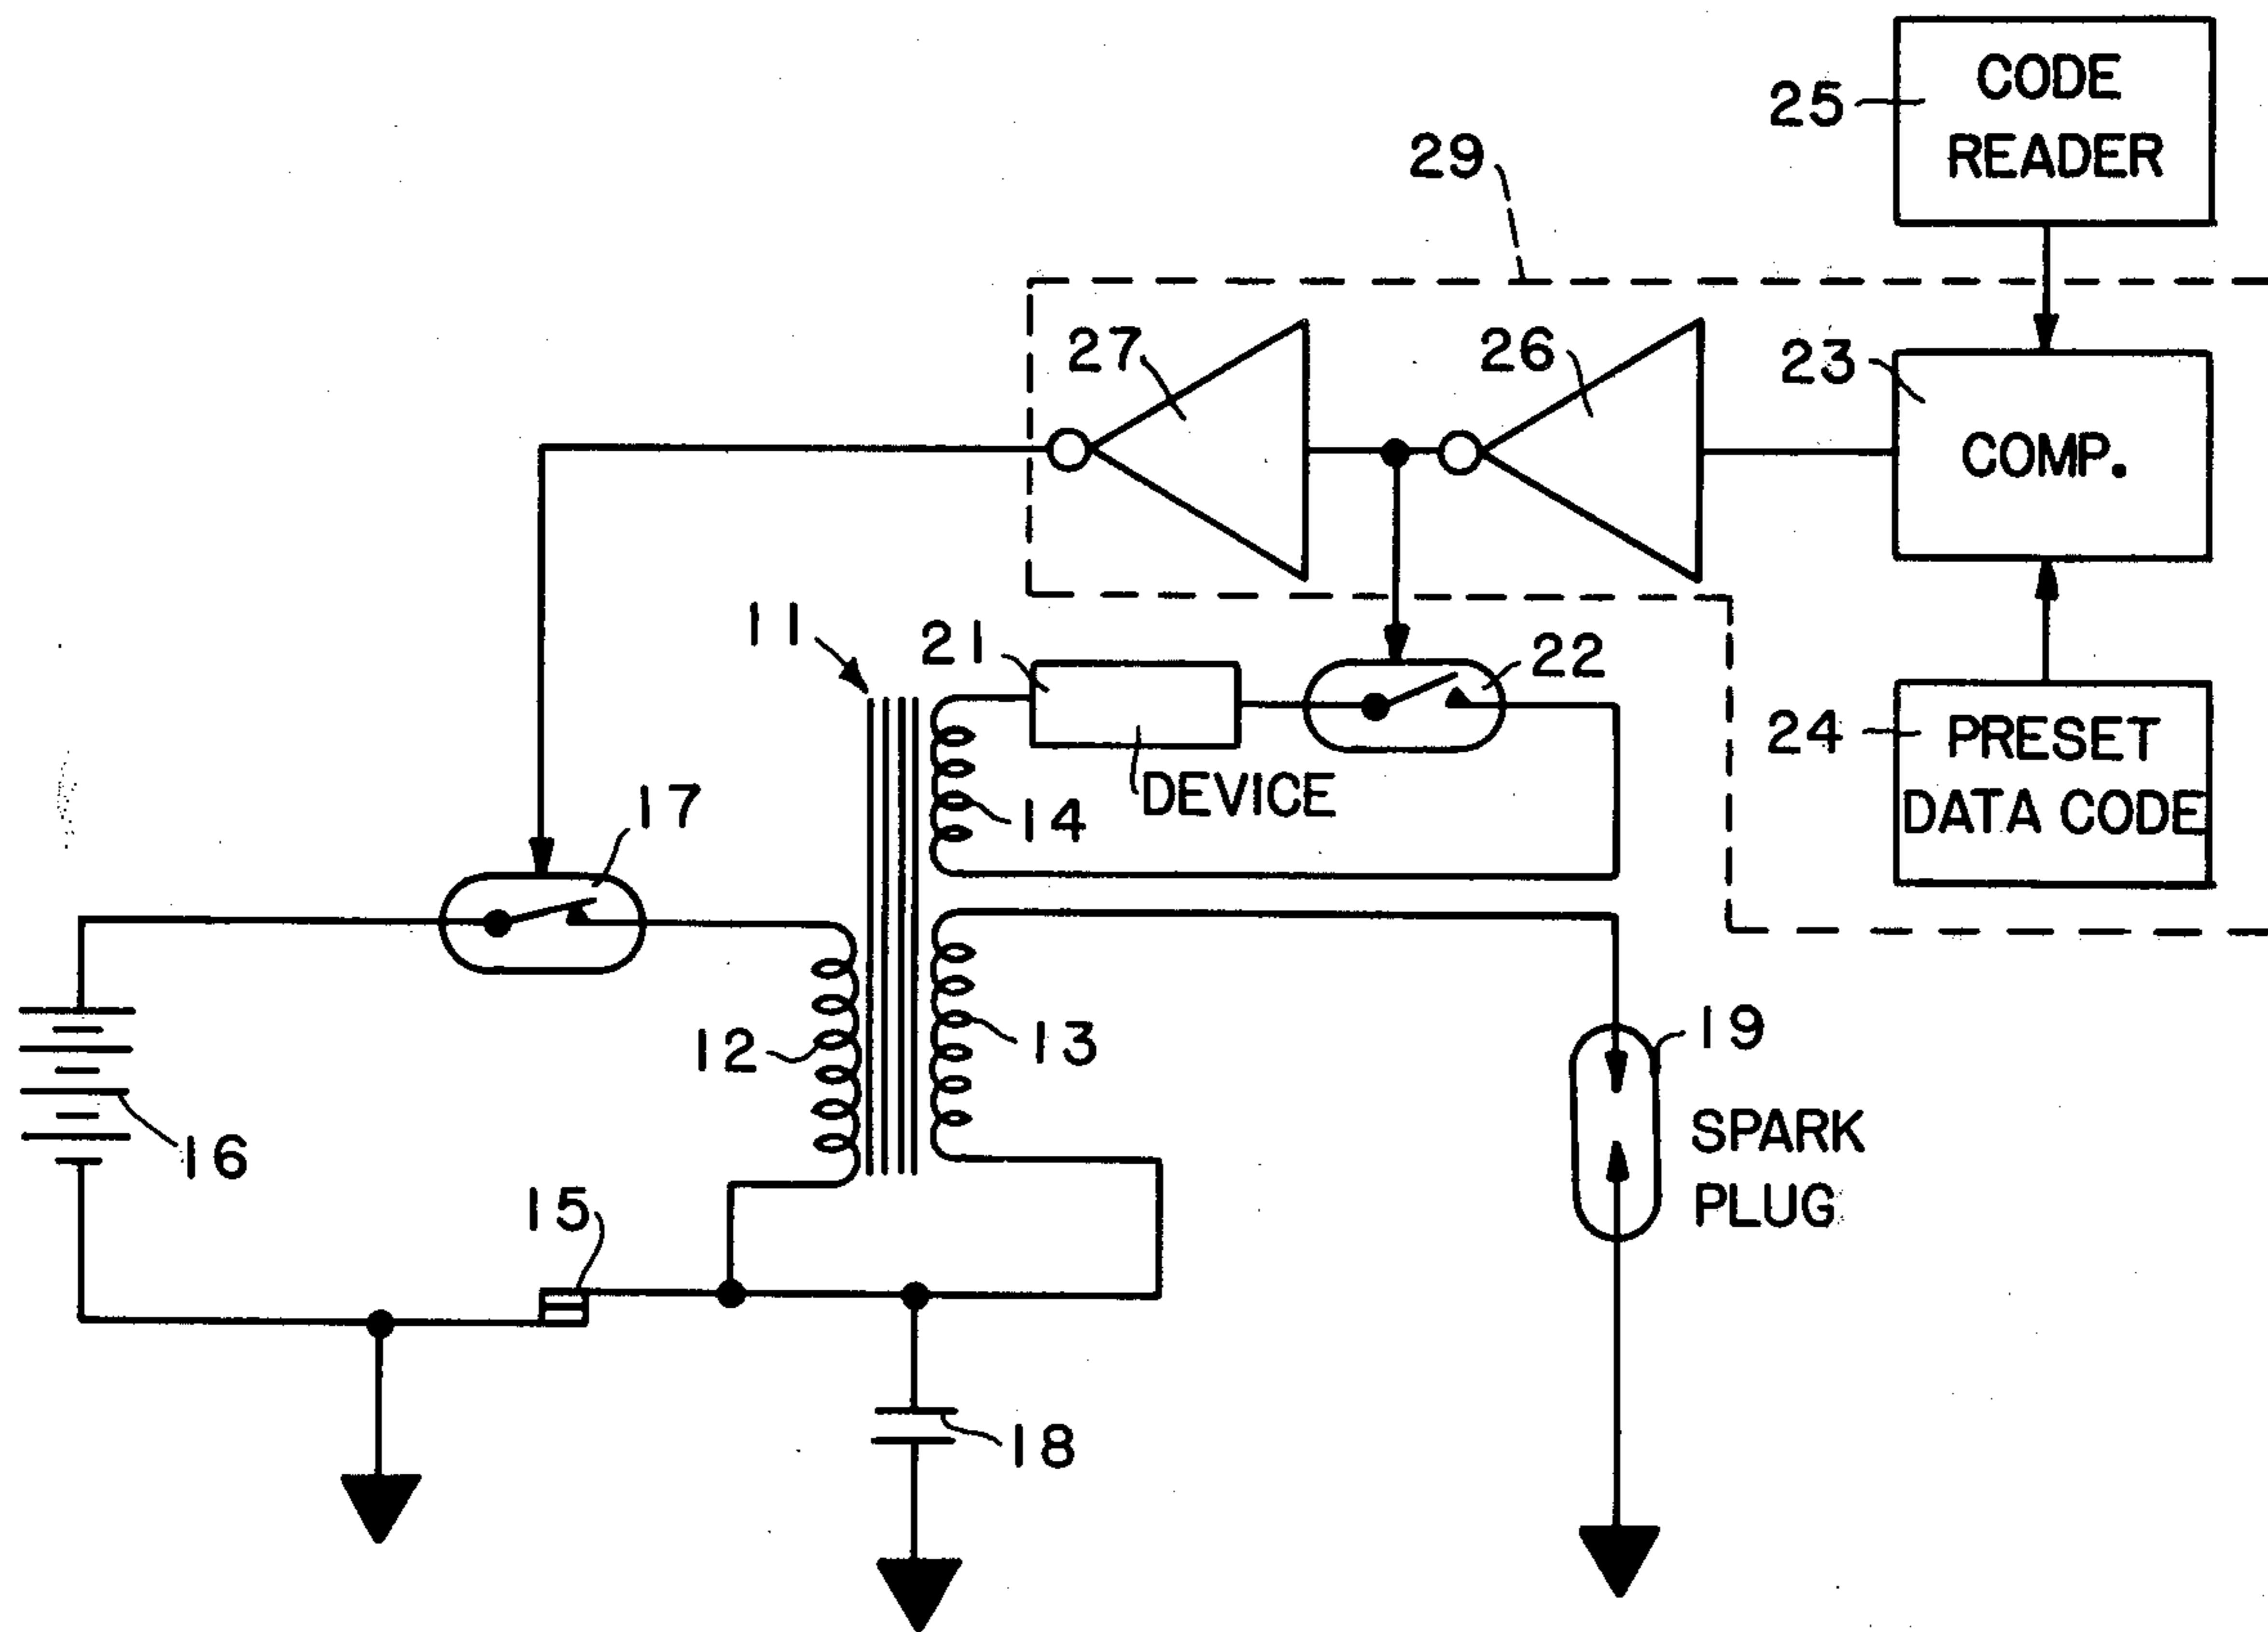 25
CODE
READER
29
27
26
23
COMP.
11
21
22
24
PRESET
DATA CODE
DEVICE
14
17
12
13
19
SPARK
PLUG
16
15
18